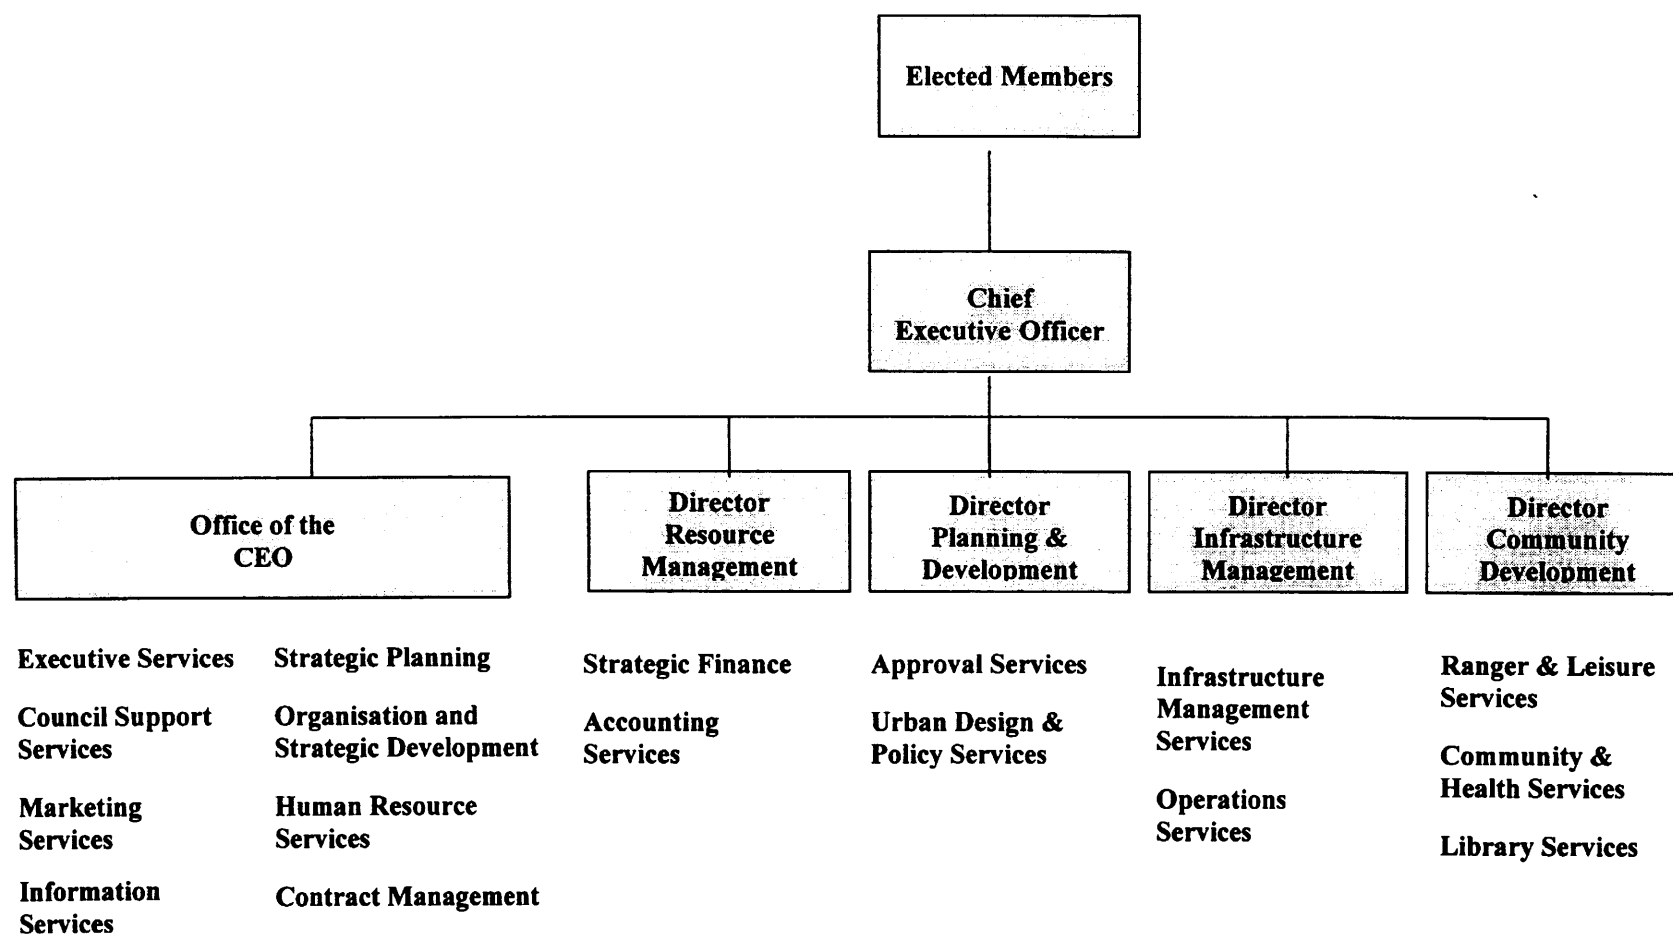 Elected Members
Chief
Executive Officer
Office of the
CEO
Director
Resource
Management
Director
Planning &
Development
Director
Infrastructure
Management
Director
Community
Development
Executive Services
Council Support
Services
Marketing
Services
Information
Services
Strategic Planning
Organisation and
Strategic Development
Human Resource
Services
Contract Management
Strategic Finance
Accounting
Services
Approval Services
Urban Design &
Policy Services
Infrastructure
Management
Services
Operations
Services
Ranger & Leisure
Services
Community &
Health Services
Library Services